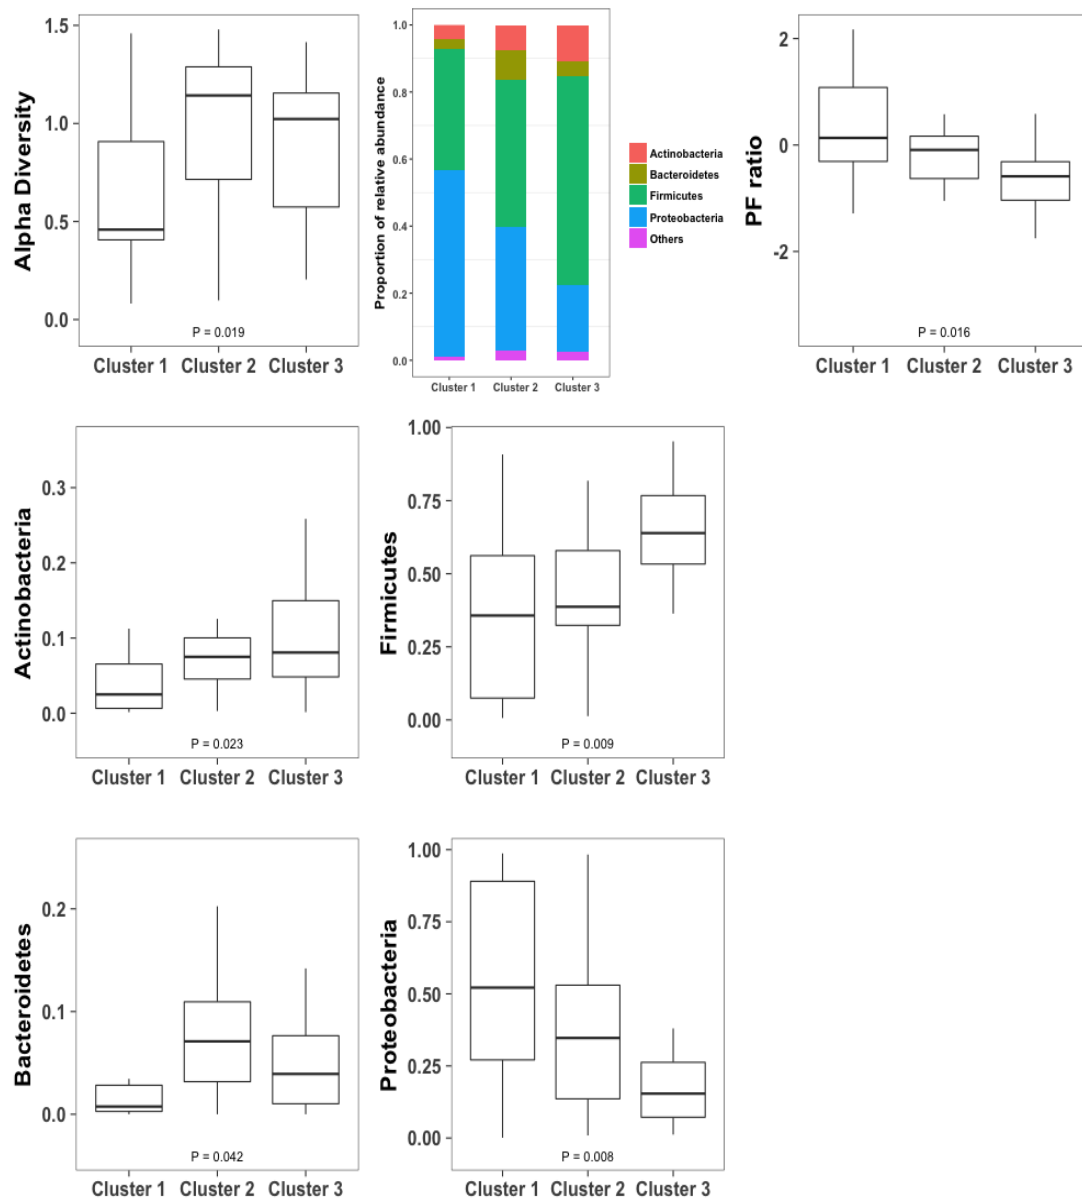 Alpha Diversity
1.5
1.0
0.5
0.0
P = 0.019
Cluster 1 Cluster 2 Cluster 3
Proportion of relative abundance
1.0
0.8
0.6
0.4
0.2
0.0
Cluster 1 Cluster 2 Cluster 3
Actinobacteria
Bacteroidetes
Firmicutes
Proteobacteria
Others
PF ratio
2
0
-2
P = 0.016
Cluster 1 Cluster 2 Cluster 3
Actinobacteria
0.3
0.2
0.1
0.0
P = 0.023
Cluster 1 Cluster 2 Cluster 3
Firmicutes
1.00
0.75
0.50
0.25
0.00
P = 0.009
Cluster 1 Cluster 2 Cluster 3
Bacteroidetes
0.2
0.1
0.0
P = 0.042
Cluster 1 Cluster 2 Cluster 3
Proteobacteria
1.00
0.75
0.50
0.25
0.00
P = 0.008
Cluster 1 Cluster 2 Cluster 3